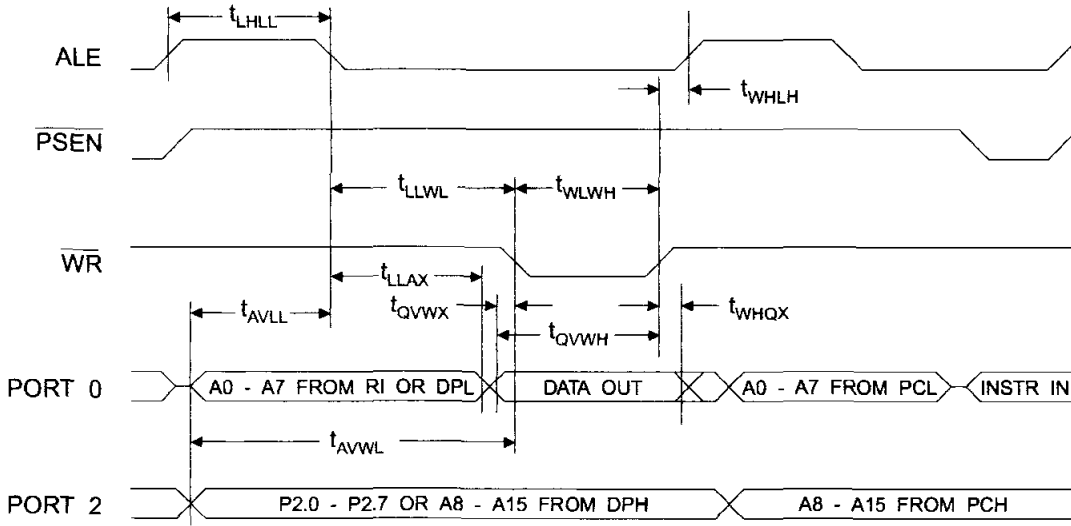 tLHLL
ALE
tWHLH
PSEN
tLLWL
tWLWH
WR
tLLAX
tAVLL
tQVWX
tWHQX
tQVWH
PORT 0
A0 - A7 FROM RI OR DPL
DATA OUT
A0 - A7 FROM PCL
INSTR IN
tAVWL
PORT 2
P2.0 - P2.7 OR A8 - A15 FROM DPH
A8 - A15 FROM PCH